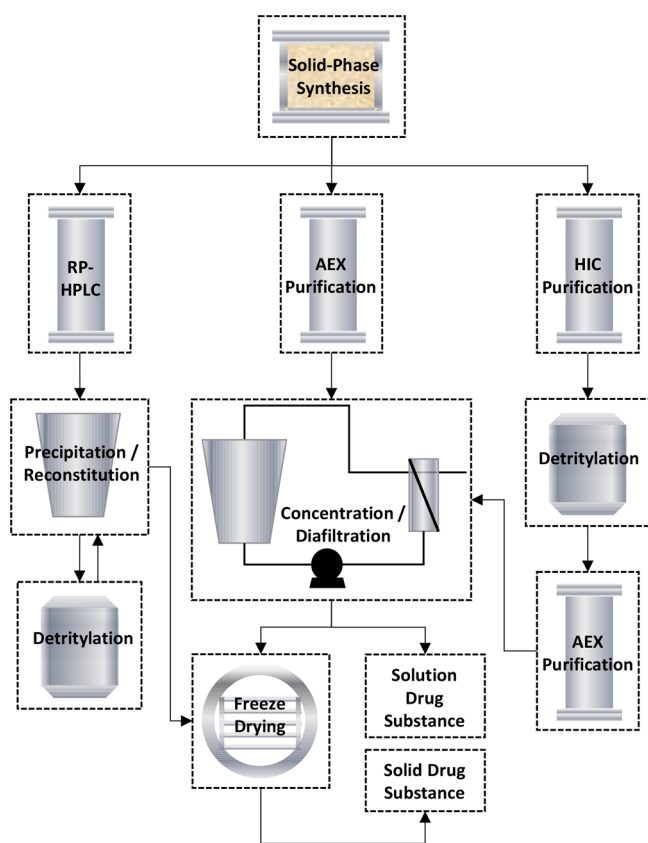 Solid-Phase
Synthesis
RP-
HPLC
AEX
Purification
HIC
Purification
Precipitation /
Reconstitution
Concentration /
Diafiltration
Detritylation
Detritylation
AEX
Purification
Freeze
Drying
Solution
Drug
Substance
Solid Drug
Substance